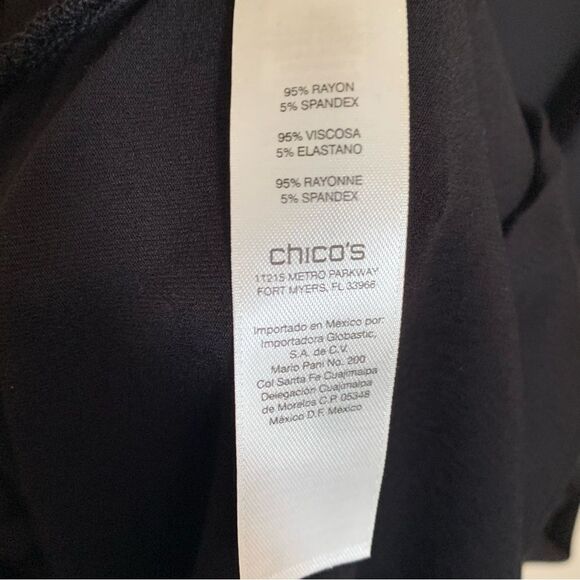 95% RAYON
5% SPANDEX
95% VISCOSA
5% ELASTANO
95% RAYONNE
5% SPANDEX
chico's
11215 METRO PARKWAY
FORT MYERS, FL 33966
Importado en México por:
Importadora Globastic,
S.A. de C.V.
Mario Pani No. 200
Col Santa Fe Cuajimalpa
Delegación Cuajimalpa
de Morelos C.P. 05348
México D.F. México